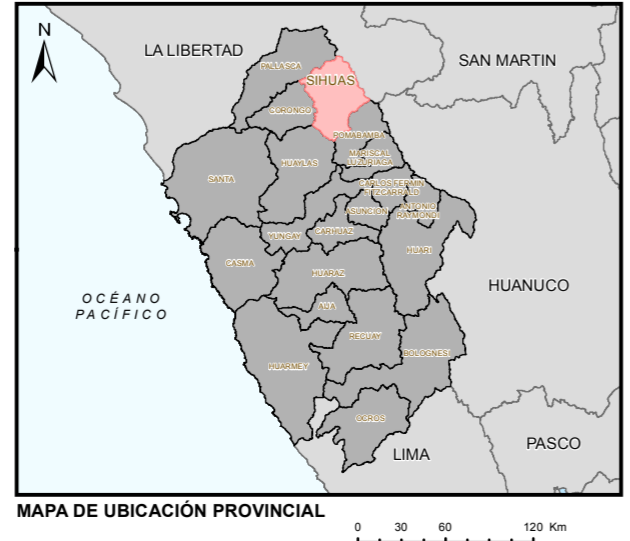 N
LA LIBERTAD
SAN MARTIN
PALLASCA
SIHUAS
CORONGO
POMABAMBA
MARISCAL
LUZURIAGA
HUAYLAS
SANTA
CARLOS FERMIN
FITZCARRALD
ANTONIO
RAYMONDI
ASUNCION
YUNGAY
CARHUAZ
HUARI
CASMA
HUARAZ
HUANUCO
OCÉANO
PACÍFICO
AIJA
RECUAY
BOLOGNESI
HUARMEY
OCROS
LIMA
PASCO
MAPA DE UBICACIÓN PROVINCIAL
0 30 60 120 Km